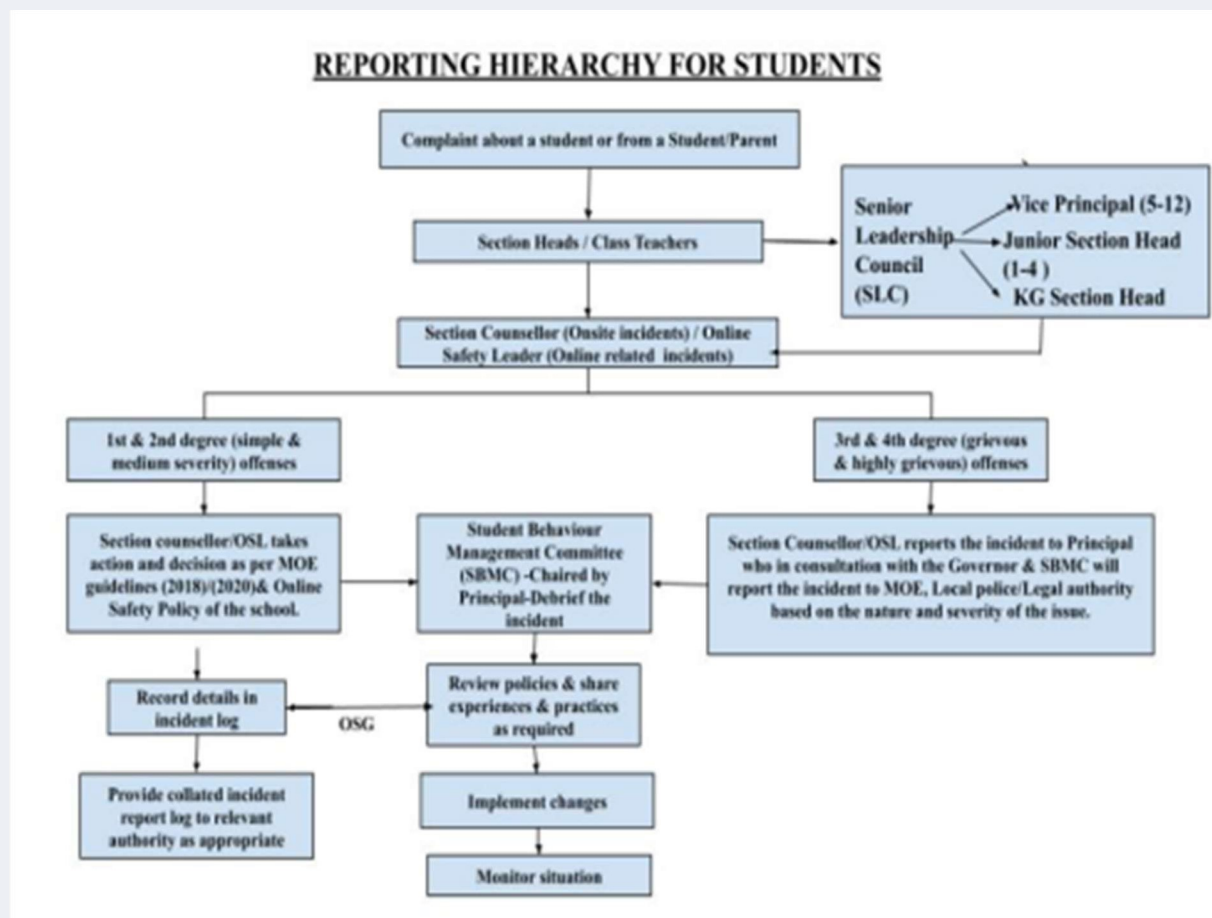 REPORTING HIERARCHY FOR STUDENTS
Complaint about a student or from a Student/Parent
Section Heads / Class Teachers
Senior
Leadership
Council
(SLC)
Vice Principal (5-12)
Junior Section Head
(1-4 )
KG Section Head
Section Counsellor (Onsite incidents) / Online
Safety Leader (Online related incidents)
1st & 2nd degree (simple &
medium severity) offenses
3rd & 4th degree (grievous
& highly grievous) offenses
Section counsellor/OSL takes
action and decision as per MOE
guidelines (2018)/(2020)& Online
Safety Policy of the school.
Student Behaviour
Management Committee
(SBMC) -Chaired by
Principal-Debrief the
incident
Section Counsellor/OSL reports the incident to Principal
who in consultation with the Governor & SBMC will
report the incident to MOE, Local police/Legal authority
based on the nature and severity of the issue.
Record details in
incident log
OSG
Review policies & share
experiences & practices
as required
Provide collated incident
report log to relevant
authority as appropriate
Implement changes
Monitor situation